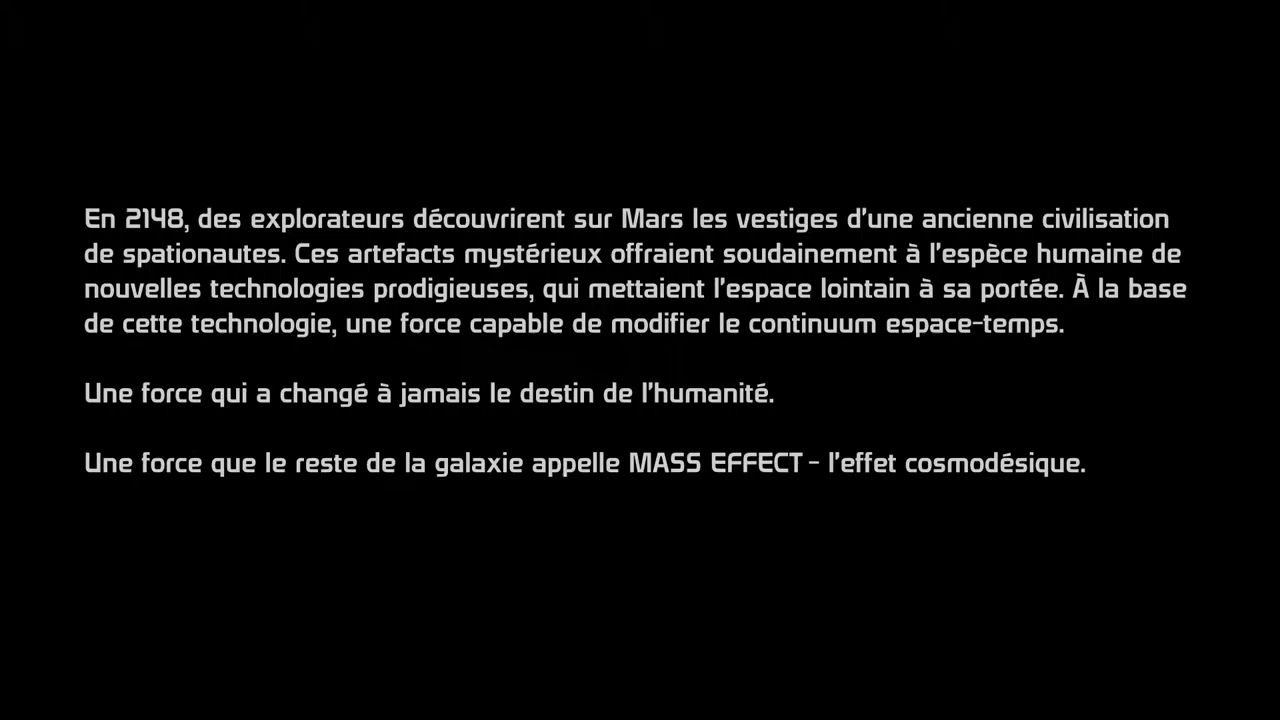 En 2148, des explorateurs découvrirent sur Mars les vestiges d'une ancienne civilisation
de spationautes. Ces artefacts mystérieux offraient soudainement à l'espèce humaine de
nouvelles technologies prodigieuses, qui mettaient l'espace lointain à sa portée. À la base
de cette technologie, une force capable de modifier le continuum espace-temps.
Une force qui a changé à jamais le destin de l'humanité.
Une force que le reste de la galaxie appelle MASS EFFECT - l'effet cosmodésique.